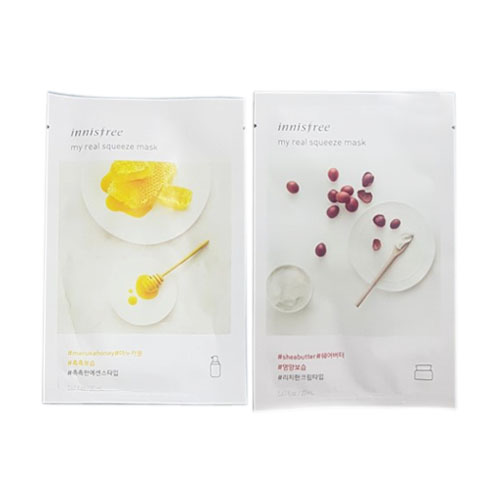 innisfree
my real squeeze mask
#manukahoney#마누카꿀
#촉촉보습
#촉촉한에센스타입
innisfree
my real squeeze mask
#sheabutter#쉐어버터
#영양보습
#리치한크림타입